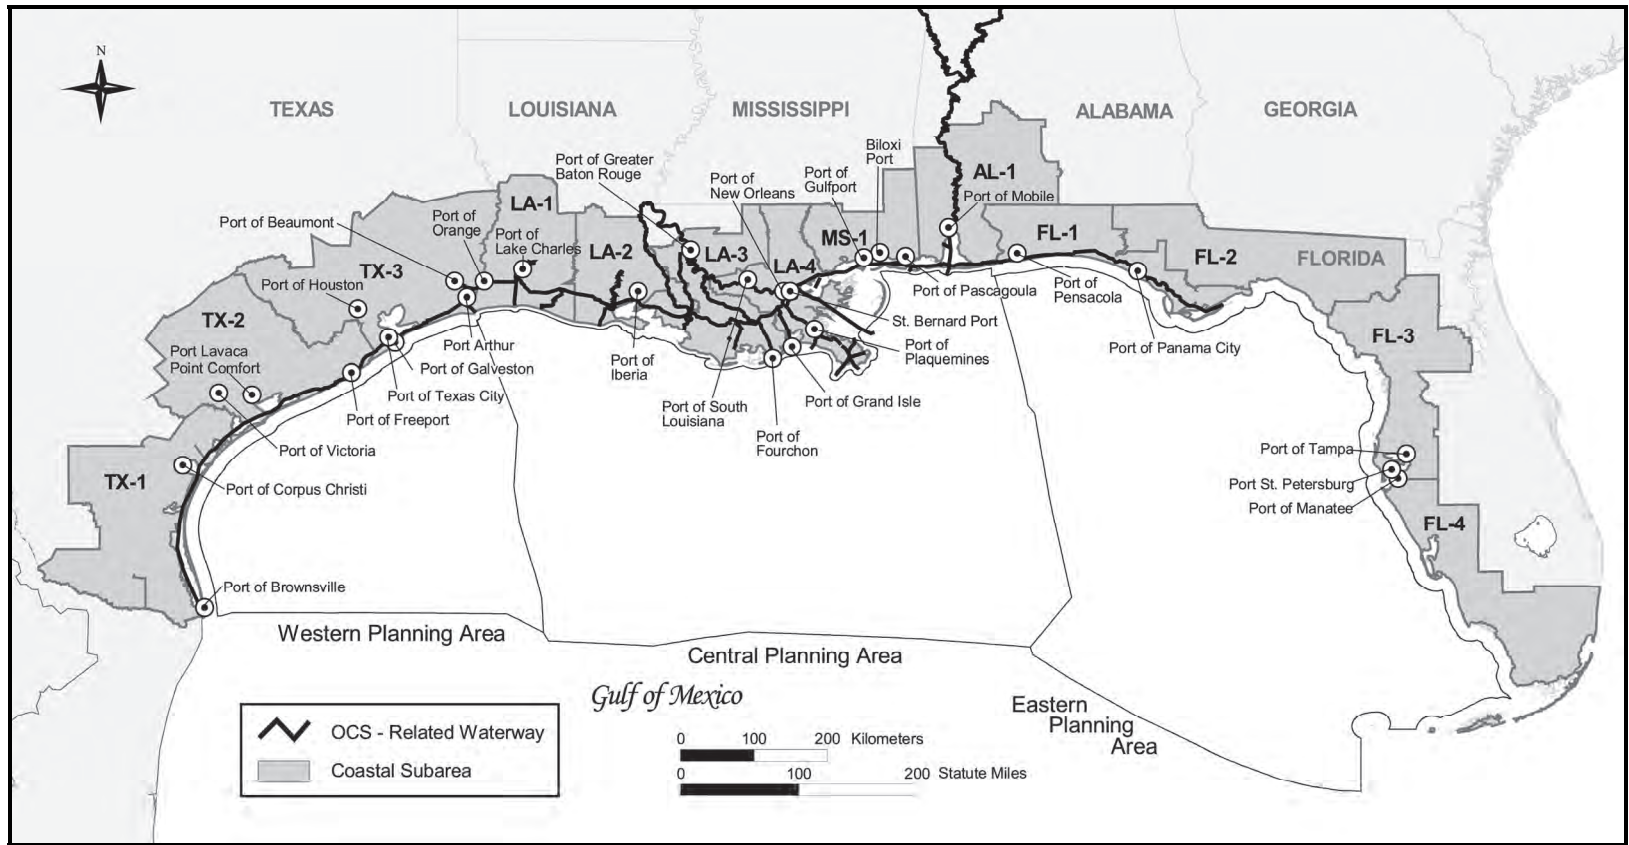 N
TEXAS
LOUISIANA
MISSISSIPPI
ALABAMA
GEORGIA
Biloxi
Port
Port of Greater
Baton Rouge
Port of
New Orleans
Port of
Gulfport
AL-1
Port of Mobile
LA-1
Port of Beaumont
Port of
Orange
Port of
Lake Charles
LA-2
LA-3
LA-4
MS-1
FL-1
FL-2
FLORIDA
TX-3
Port of Houston
Port of Pascagoula
Port of
Pensacola
TX-2
St. Bernard Port
FL-3
Port Lavaca
Point Comfort
Port Arthur
Port of
Plaquemines
Port of Panama City
Port of Galveston
Port of
Iberia
Port of Texas City
Port of Grand Isle
Port of Freeport
Port of South
Louisiana
Port of
Fourchon
Port of Victoria
Port of Tampa
TX-1
Port of Corpus Christi
Port St. Petersburg
Port of Manatee
FL-4
Port of Brownsville
Western Planning Area
Central Planning Area
Gulf of Mexico
Eastern
Planning
Area
OCS - Related Waterway
Coastal Subarea
0 100 200 Kilometers
0 100 200 Statute Miles